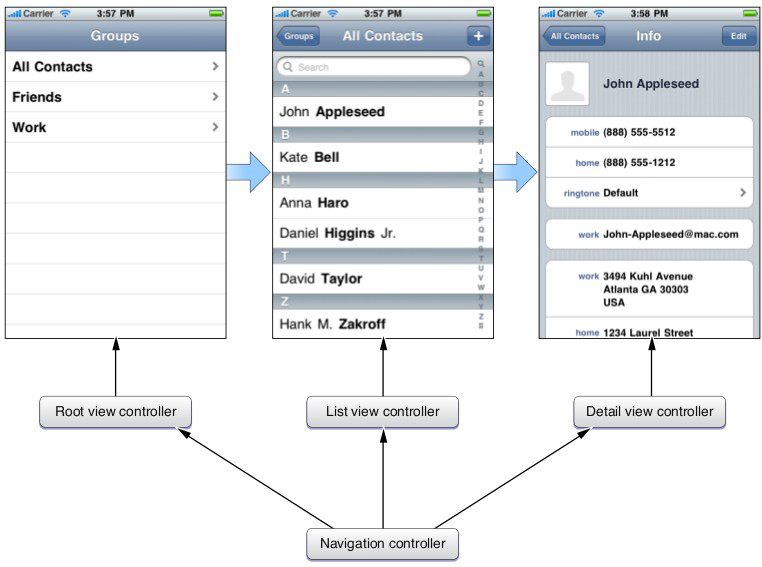 Carrier 3:57 PM
Groups
All Contacts
Friends
Work
Carrier 3:57 PM
Groups All Contacts +
Search
A
John Appleseed
B
Kate Bell
H
Anna Haro
Daniel Higgins Jr.
T
David Taylor
Z
Hank M. Zakroff
A
B
C
D
E
F
G
H
I
J
K
L
M
N
O
P
Q
R
S
T
U
V
W
X
Y
Z
#
Carrier 3:58 PM
All Contacts Info Edit
John Appleseed
mobile (888) 555-5512
home (888) 555-1212
ringtone Default
work John-Appleseed@mac.com
work 3494 Kuhl Avenue
Atlanta GA 30303
USA
home 1234 Laurel Street
Root view controller
List view controller
Detail view controller
Navigation controller